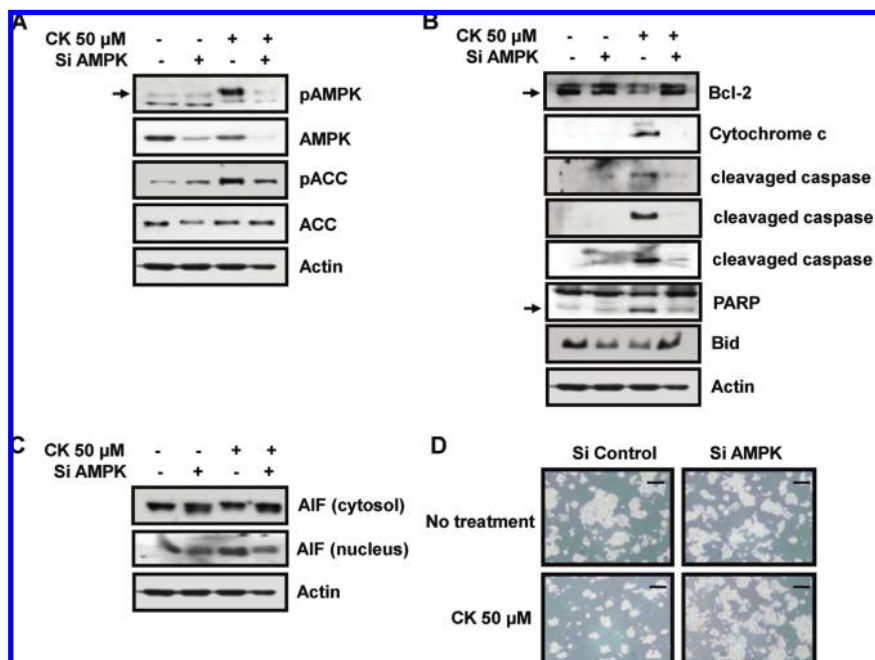 A
CK 50 µM - - + +
Si AMPK - + - +
pAMPK
AMPK
pACC
ACC
Actin
B
CK 50 µM - - + +
Si AMPK - + - +
Bcl-2
Cytochrome c
cleavaged caspase
cleavaged caspase
cleavaged caspase
PARP
Bid
Actin
C
CK 50 µM - - + +
Si AMPK - + - +
AIF (cytosol)
AIF (nucleus)
Actin
D
Si Control Si AMPK
No treatment
CK 50 µM